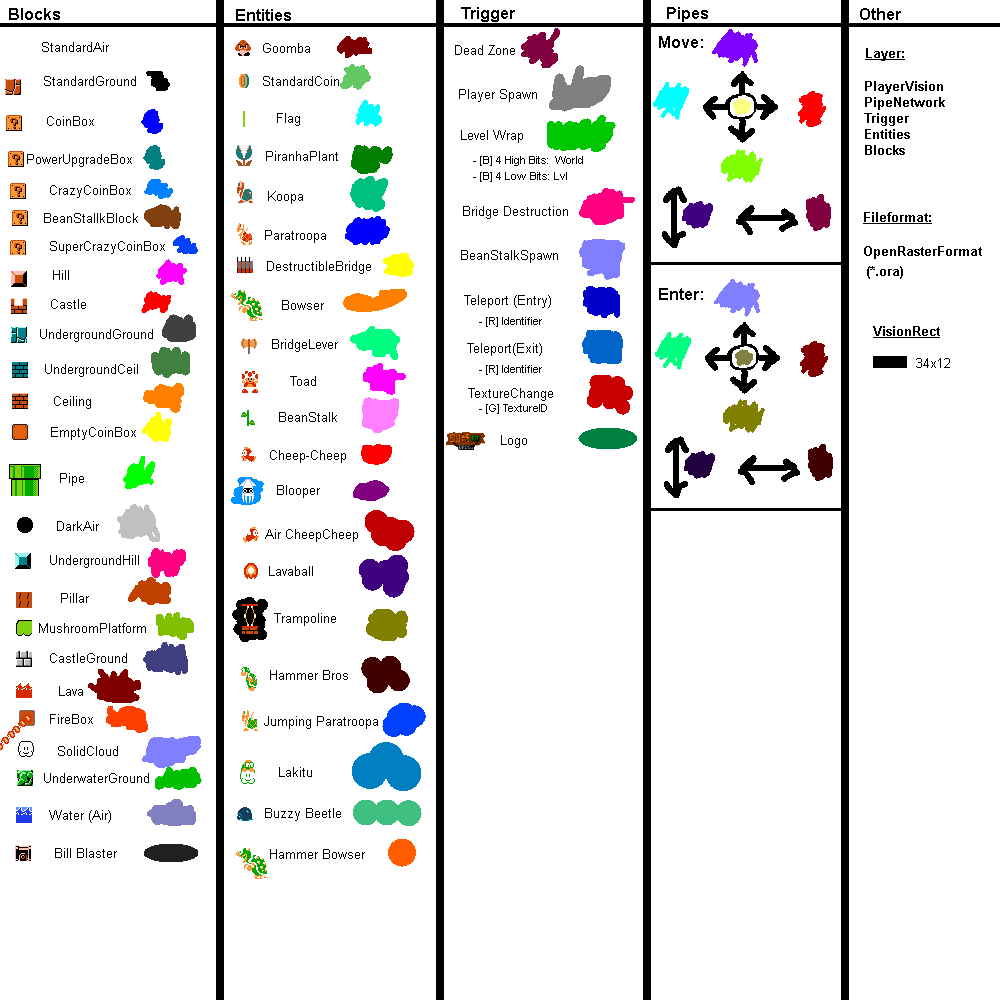 Blocks
StandardAir
StandardGround
CoinBox
PowerUpgradeBox
CrazyCoinBox
BeanStallkBlock
SuperCrazyCoinBox
Hill
Castle
UndergroundGround
UndergroundCeil
Ceiling
EmptyCoinBox
Pipe
DarkAir
UndergroundHill
Pillar
MushroomPlatform
CastleGround
Lava
FireBox
SolidCloud
UnderwaterGround
Water (Air)
Bill Blaster
Entities
Goomba
StandardCoin
Flag
PiranhaPlant
Koopa
Paratroopa
DestructibleBridge
Bowser
BridgeLever
Toad
BeanStalk
Cheep-Cheep
Blooper
Air CheepCheep
Lavaball
Trampoline
Hammer Bros
Jumping Paratroopa
Lakitu
Buzzy Beetle
Hammer Bowser
Trigger
Dead Zone
Player Spawn
Level Wrap
- [B] 4 High Bits: World
- [B] 4 Low Bits: Lvl
Bridge Destruction
BeanStalkSpawn
Teleport (Entry)
- [R] Identifier
Teleport(Exit)
- [R] Identifier
TextureChange
- [G] TextureID
Logo
Pipes
Move:
Enter:
Other
Layer:
PlayerVision
PipeNetwork
Trigger
Entities
Blocks
Fileformat:
OpenRasterFormat
(*.ora)
VisionRect
34x12